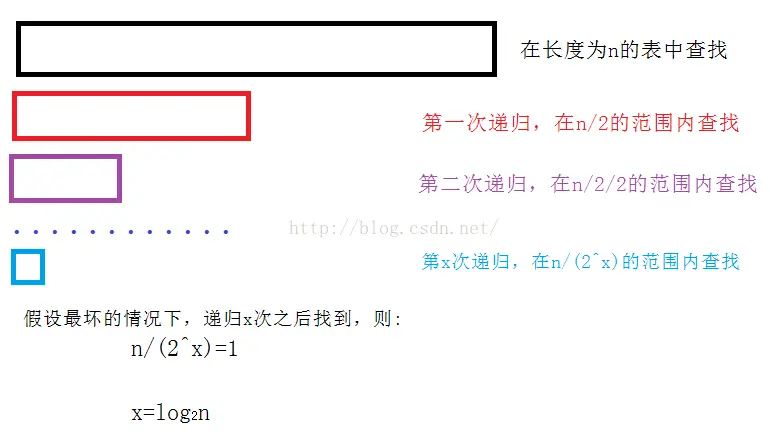 在长度为n的表中查找
第一次递归，在n/2的范围内查找
第二次递归，在n/2/2的范围内查找
http://blog.csdn.net/
第x次递归，在n/(2^x)的范围内查找
假设最坏的情况下，递归x次之后找到，则:
n/(2^x)=1
x=log₂n